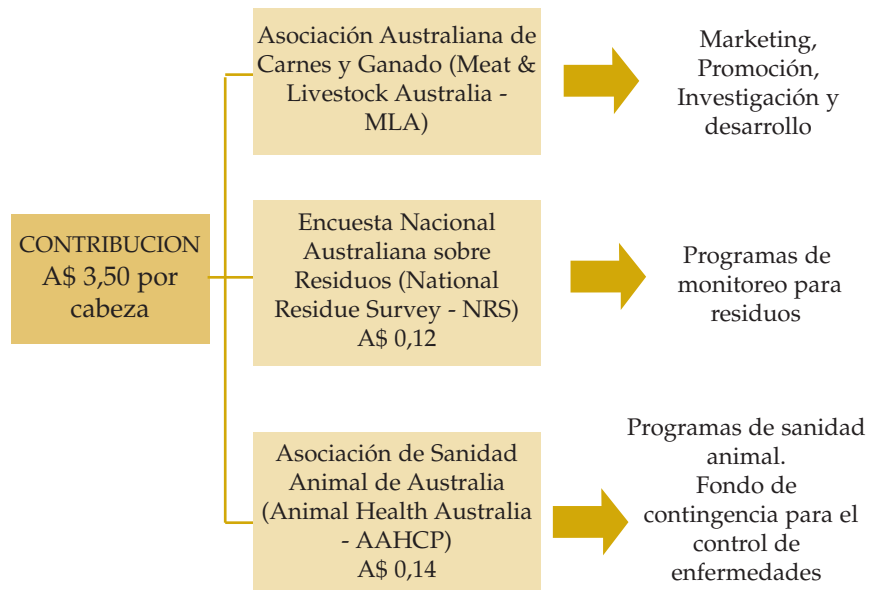 CONTRIBUCION
A$ 3,50 por
cabeza
Asociación Australiana de
Carnes y Ganado (Meat &
Livestock Australia -
MLA)
Marketing,
Promoción,
Investigación y
desarrollo
Encuesta Nacional
Australiana sobre
Residuos (National
Residue Survey - NRS)
A$ 0,12
Programas de
monitoreo para
residuos
Asociación de Sanidad
Animal de Australia
(Animal Health Australia
- AAHCP)
A$ 0,14
Programas de sanidad
animal.
Fondo de
contingencia para el
control de
enfermedades